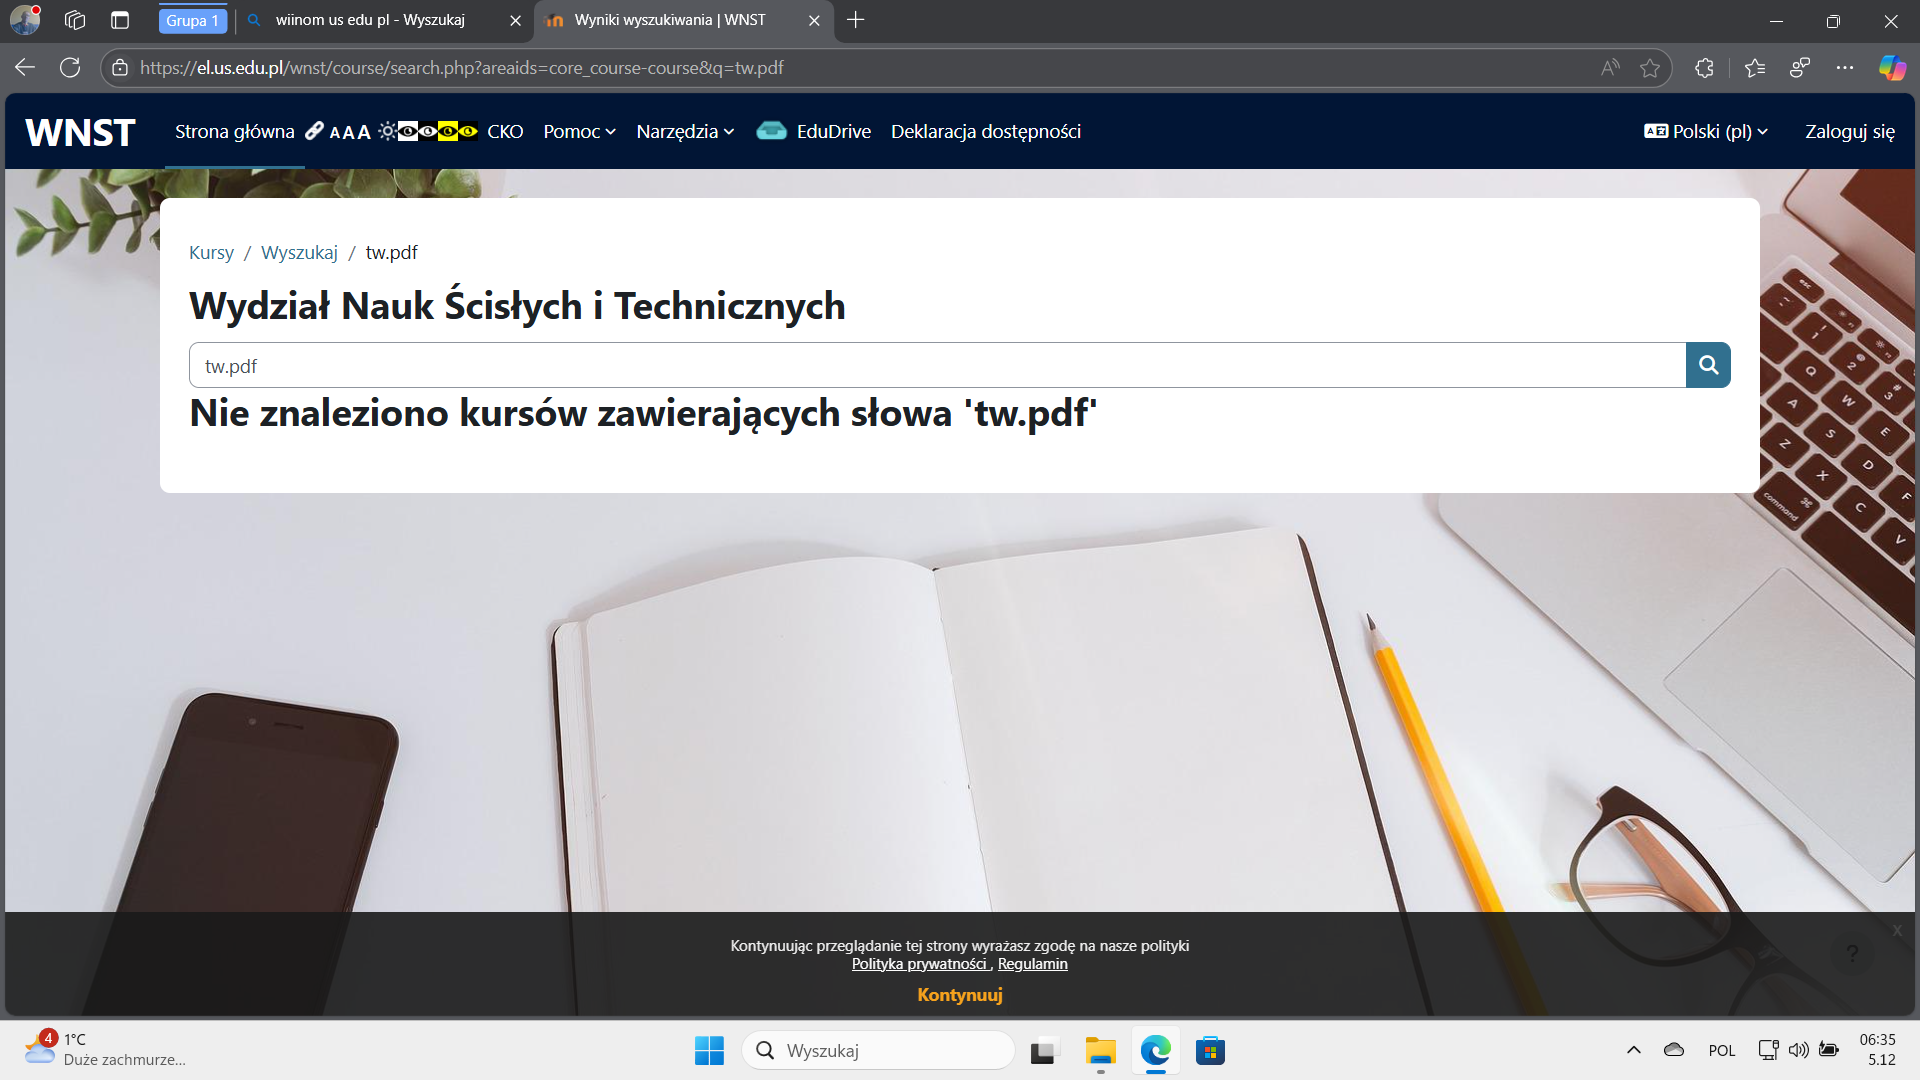 Grupa 1
wiinom us edu pl - Wyszukaj
Wyniki wyszukiwania | WNST
https://el.us.edu.pl/wnst/course/search.php?areaids=core_course-course&q=tw.pdf
WNST
Strona główna
A A A
CKO
Pomoc
Narzędzia
EduDrive
Deklaracja dostępności
Polski (pl)
Zaloguj się
Kursy / Wyszukaj / tw.pdf
Wydział Nauk Ścisłych i Technicznych
tw.pdf
Nie znaleziono kursów zawierających słowa 'tw.pdf'
esc
Q
W
E
A
S
D
F
Z
X
C
V
command
Kontynuując przeglądanie tej strony wyrażasz zgodę na nasze polityki
Polityka prywatności , Regulamin
Kontynuuj
x
?
4
1°C
Duże zachmurze...
Wyszukaj
POL
06:35
5.12